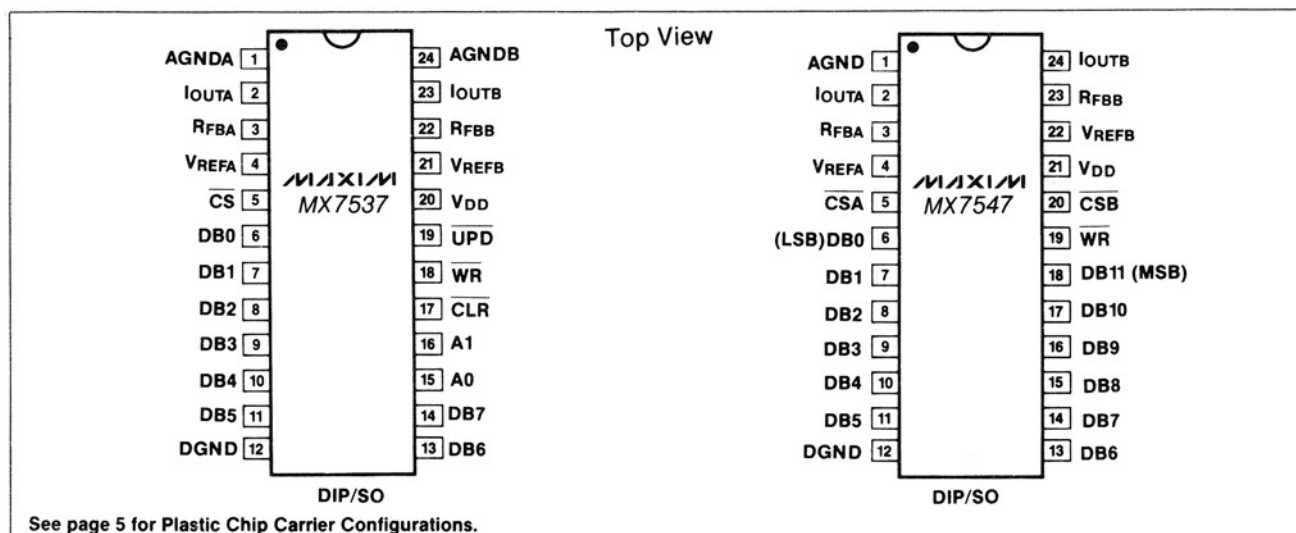 Top View
AGNDA 1
IOUTA 2
RFBA 3
VREFA 4
CS 5
DB0 6
DB1 7
DB2 8
DB3 9
DB4 10
DB5 11
DGND 12
MAXIM
MX7537
24 AGNDB
23 IOUTB
22 RFBB
21 VREFB
20 VDD
19 UPD
18 WR
17 CLR
16 A1
15 A0
14 DB7
13 DB6
DIP/SO
AGND 1
IOUTA 2
RFBA 3
VREFA 4
CSA 5
(LSB)DB0 6
DB1 7
DB2 8
DB3 9
DB4 10
DB5 11
DGND 12
MAXIM
MX7547
24 IOUTB
23 RFBB
22 VREFB
21 VDD
20 CSB
19 WR
18 DB11 (MSB)
17 DB10
16 DB9
15 DB8
14 DB7
13 DB6
DIP/SO
See page 5 for Plastic Chip Carrier Configurations.